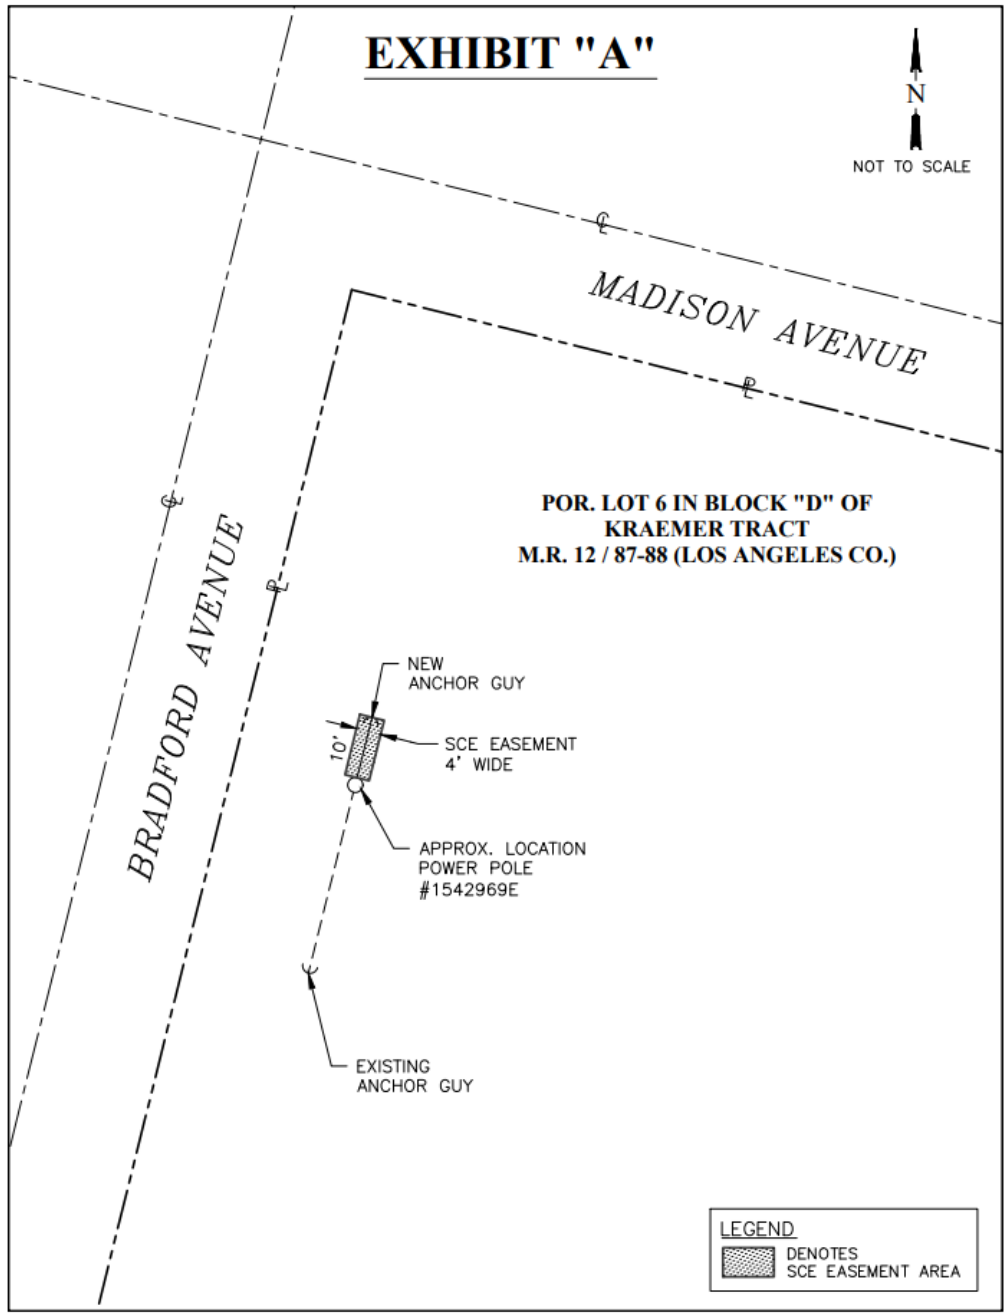 EXHIBIT "A"
N
NOT TO SCALE
℄
MADISON AVENUE
⅊
℄
BRADFORD AVENUE
⅊
POR. LOT 6 IN BLOCK "D" OF
KRAEMER TRACT
M.R. 12 / 87-88 (LOS ANGELES CO.)
NEW
ANCHOR GUY
10'
SCE EASEMENT
4' WIDE
APPROX. LOCATION
POWER POLE
#1542969E
EXISTING
ANCHOR GUY
LEGEND
DENOTES
SCE EASEMENT AREA